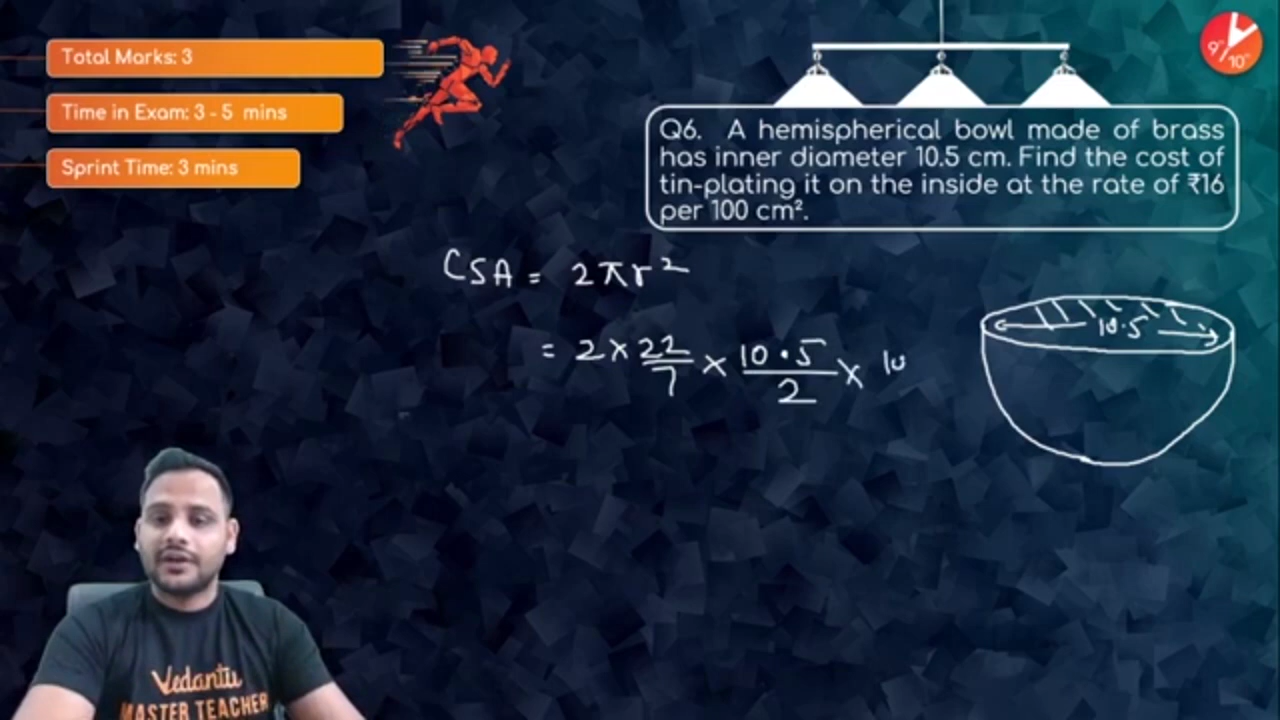 Total Marks: 3
Time in Exam: 3 - 5 mins
Sprint Time: 3 mins
9ᵗʰ/10ᵗʰ
Q6. A hemispherical bowl made of brass
has inner diameter 10.5 cm. Find the cost of
tin-plating it on the inside at the rate of ₹16
per 100 cm².
CSA = 2πr²
= 2 × 22/7 × 10.5/2 × 10
10.5
Vedantu
MASTER TEACHER